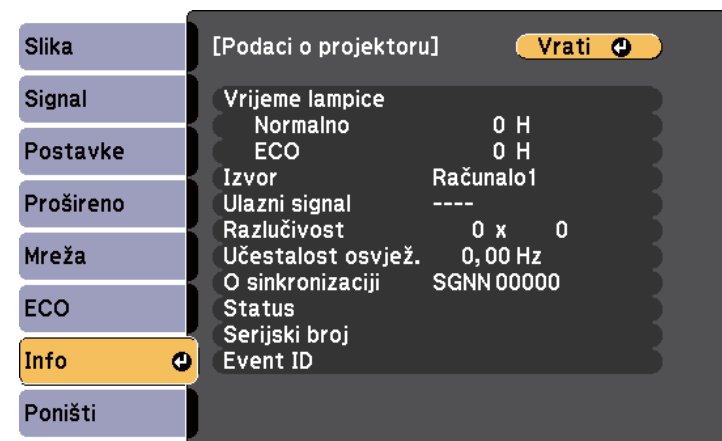 Slika
Signal
Postavke
Prošireno
Mreža
ECO
Info
Poništi
[Podaci o projektoru] Vrati
Vrijeme lampice
Normalno 0 H
ECO 0 H
Izvor Računalo1
Ulazni signal ----
Razlučivost 0 x 0
Učestalost osvjež. 0,00 Hz
O sinkronizaciji SGNN 00000
Status
Serijski broj
Event ID